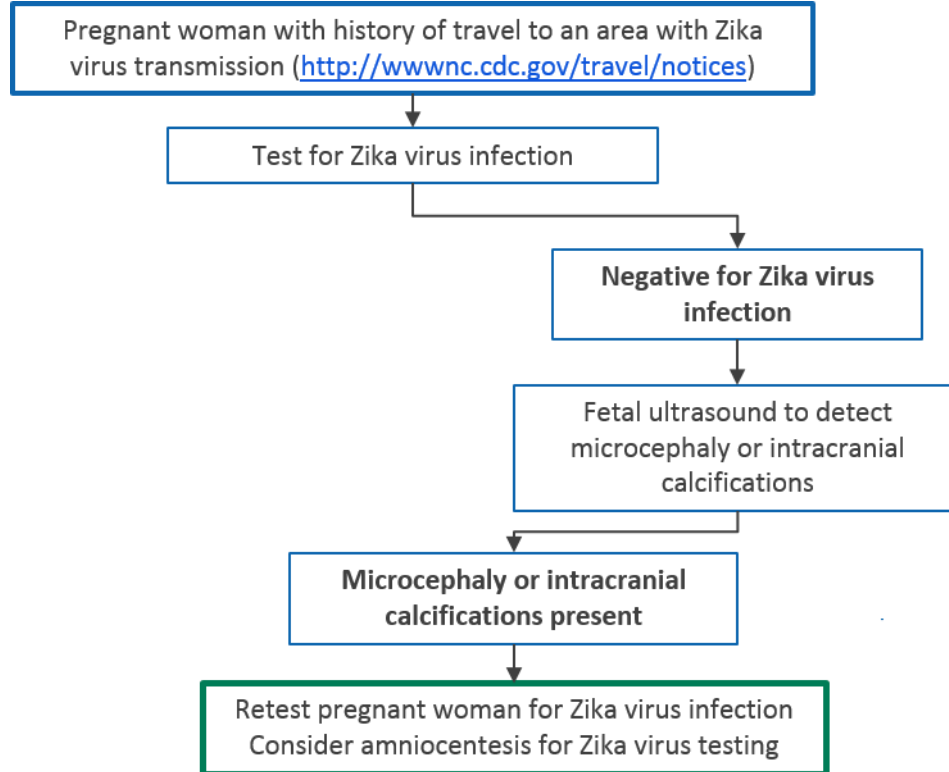 Pregnant woman with history of travel to an area with Zika
virus transmission (http://wwwnc.cdc.gov/travel/notices)
Test for Zika virus infection
Negative for Zika virus
infection
Fetal ultrasound to detect
microcephaly or intracranial
calcifications
Microcephaly or intracranial
calcifications present
Retest pregnant woman for Zika virus infection
Consider amniocentesis for Zika virus testing